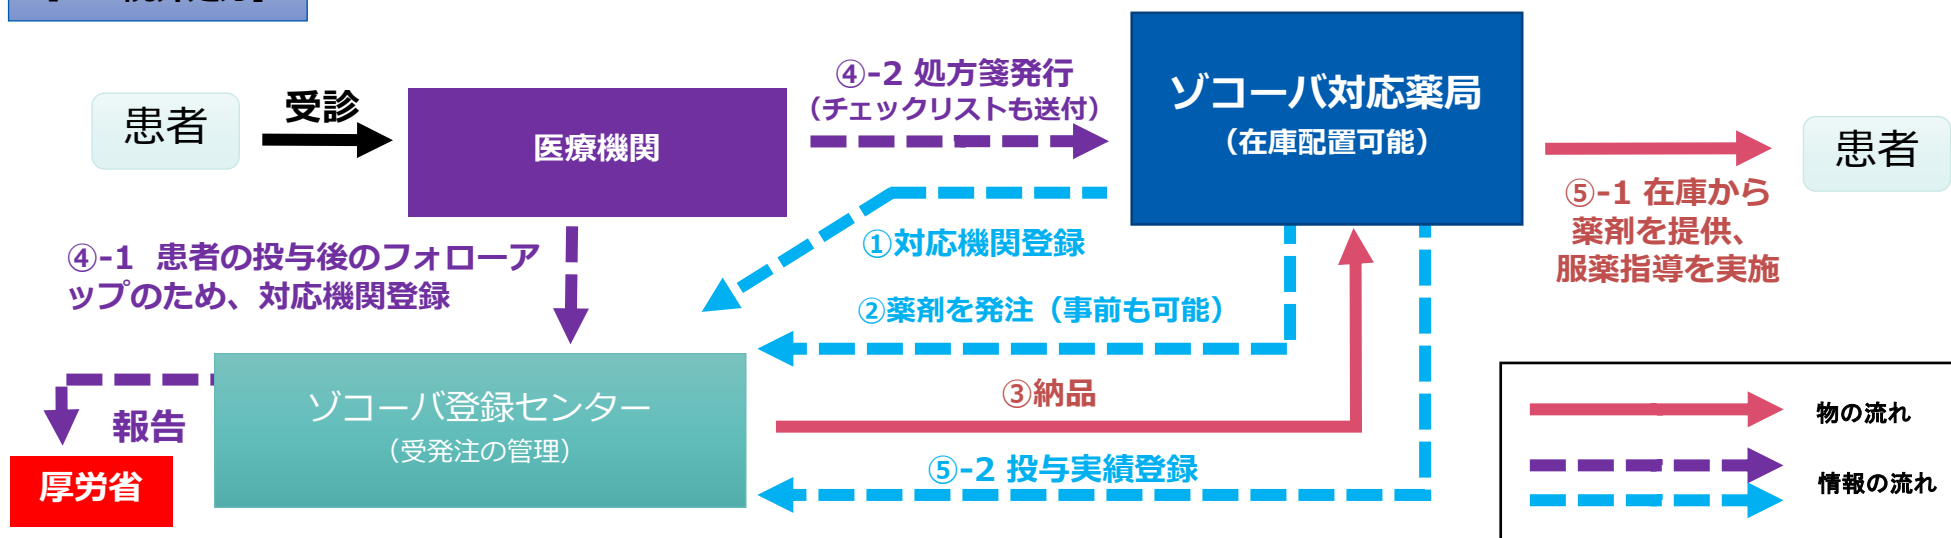 患者
受診
医療機関
④-2 処方箋発行
（チェックリストも送付）
ゾコーバ対応薬局
（在庫配置可能）
患者
⑤-1 在庫から
薬剤を提供、
服薬指導を実施
④-1 患者の投与後のフォローア
ップのため、対応機関登録
①対応機関登録
②薬剤を発注（事前も可能）
③納品
⑤-2 投与実績登録
ゾコーバ登録センター
（受発注の管理）
報告
厚労省
物の流れ
情報の流れ